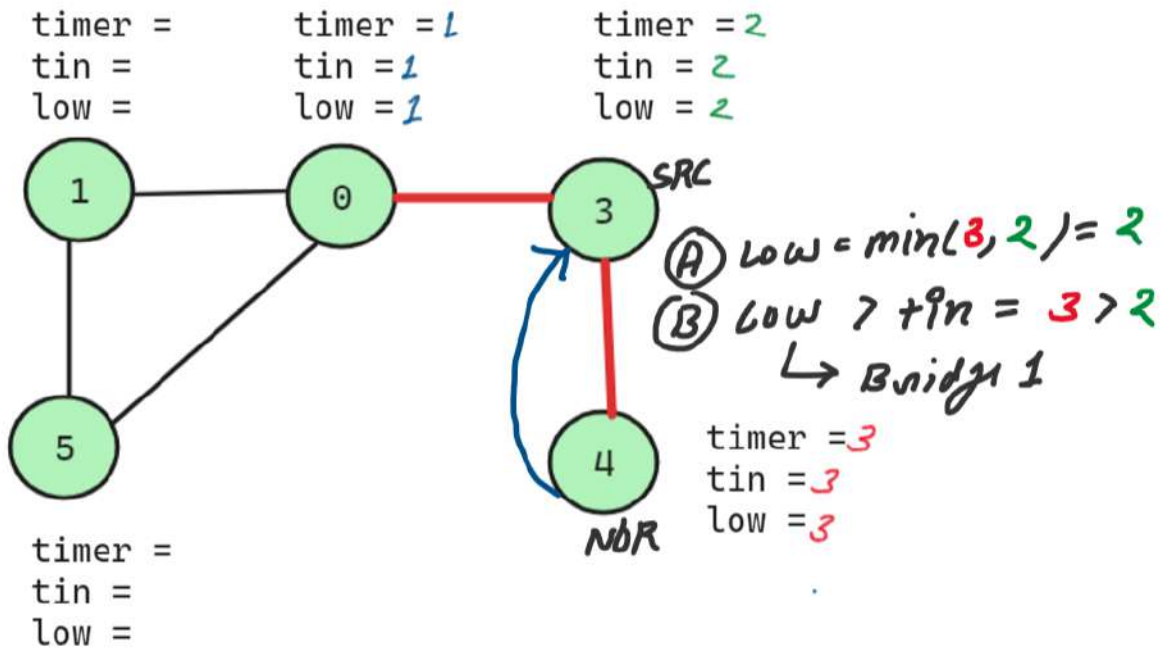 timer =
tin =
low =
timer = 1
tin = 1
low = 1
timer = 2
tin = 2
low = 2
1
0
3
SRC
A low = min(3, 2) = 2
B low > tin = 3 > 2
↳ Bridge 1
5
4
NbR
timer = 3
tin = 3
low = 3
timer =
tin =
low =